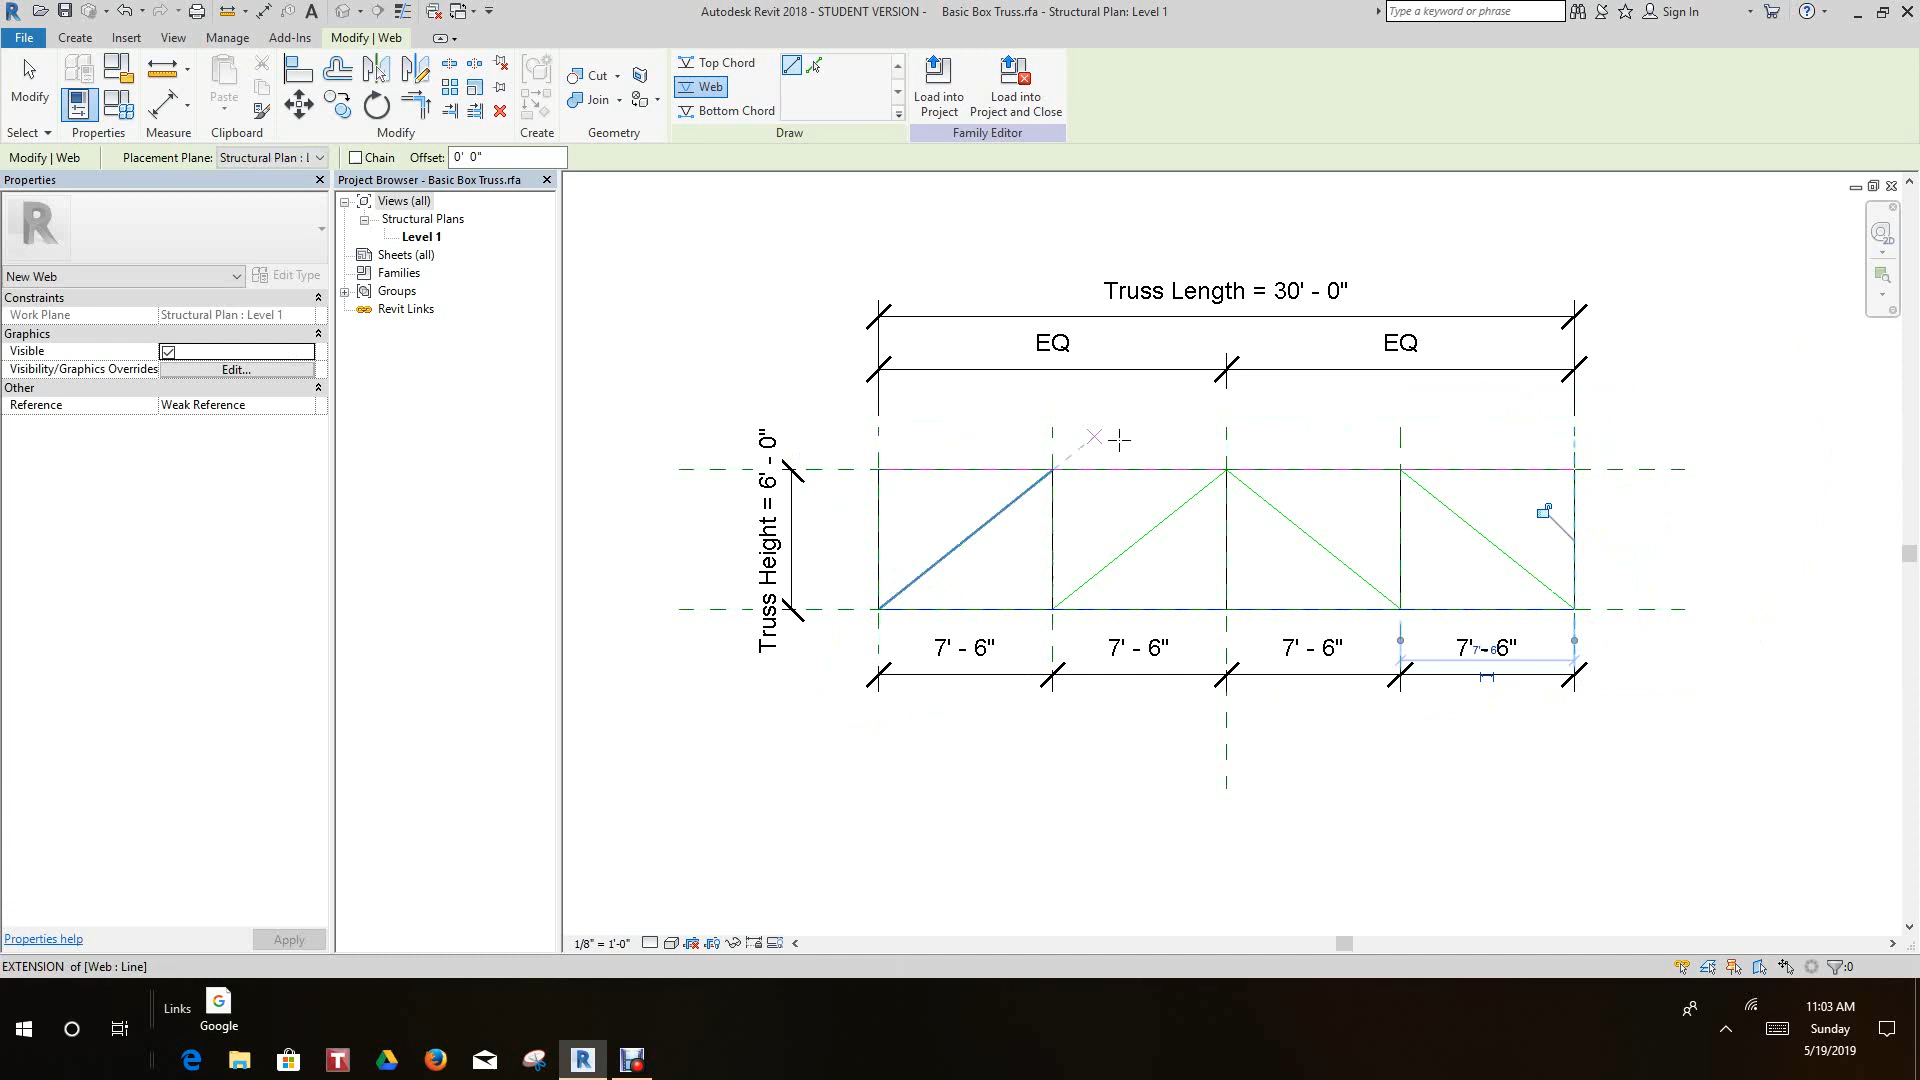 Autodesk Revit 2018 - STUDENT VERSION - Basic Box Truss.rfa - Structural Plan: Level 1
Type a keyword or phrase
Sign In
File Create Insert View Manage Add-Ins Modify | Web
Modify
Paste
Cut
Join
Top Chord
Web
Bottom Chord
Load into Project
Load into Project and Close
Select Properties Measure Clipboard Modify Create Geometry Draw Family Editor
Modify | Web Placement Plane: Structural Plan : l Chain Offset: 0' 0"
Properties
New Web Edit Type
Constraints
Work Plane Structural Plan : Level 1
Graphics
Visible
Visibility/Graphics Overrides Edit...
Other
Reference Weak Reference
Properties help Apply
Project Browser - Basic Box Truss.rfa
Views (all)
Structural Plans
Level 1
Sheets (all)
Families
Groups
Revit Links
2D
Truss Length = 30' - 0"
EQ EQ
Truss Height = 6' - 0"
7' - 6" 7' - 6" 7' - 6" 7' - 6"
7' - 6"
1/8" = 1'-0"
EXTENSION of [Web : Line]
:0
Links
Google
11:03 AM
Sunday
5/19/2019